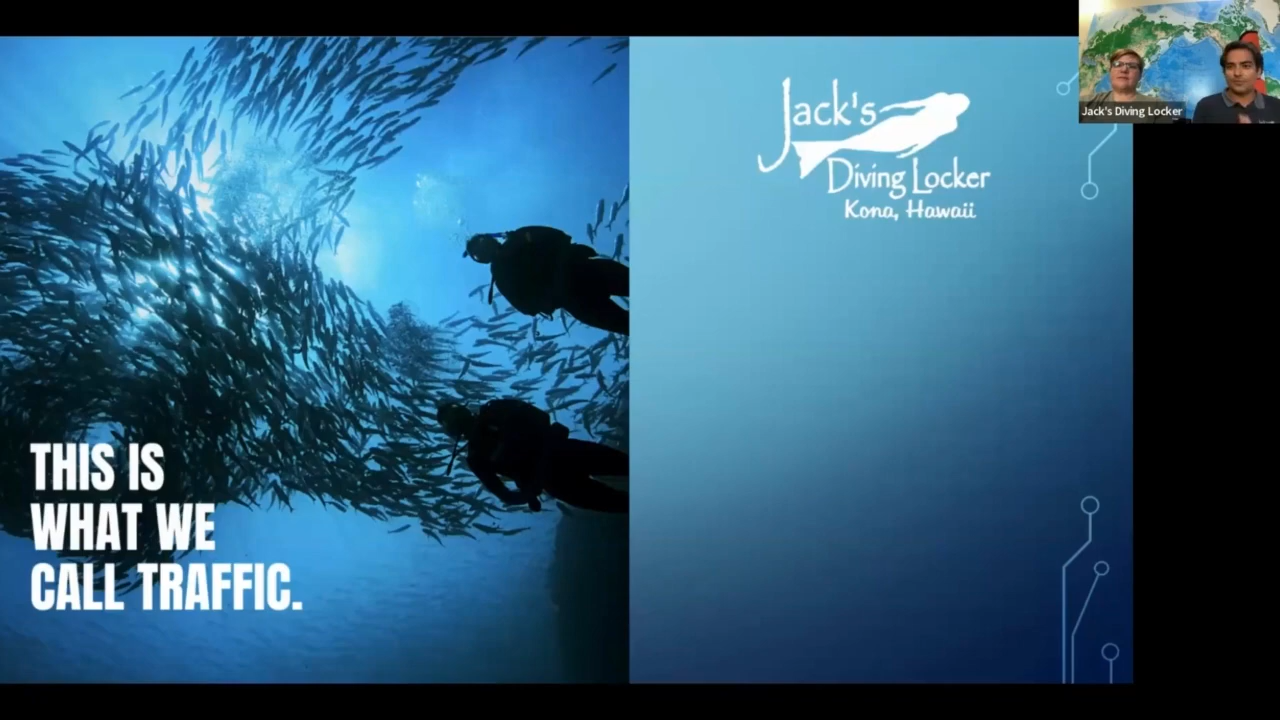 THIS IS
WHAT WE
CALL TRAFFIC.
Jack's
Diving Locker
Kona, Hawaii
Jack's Diving Locker